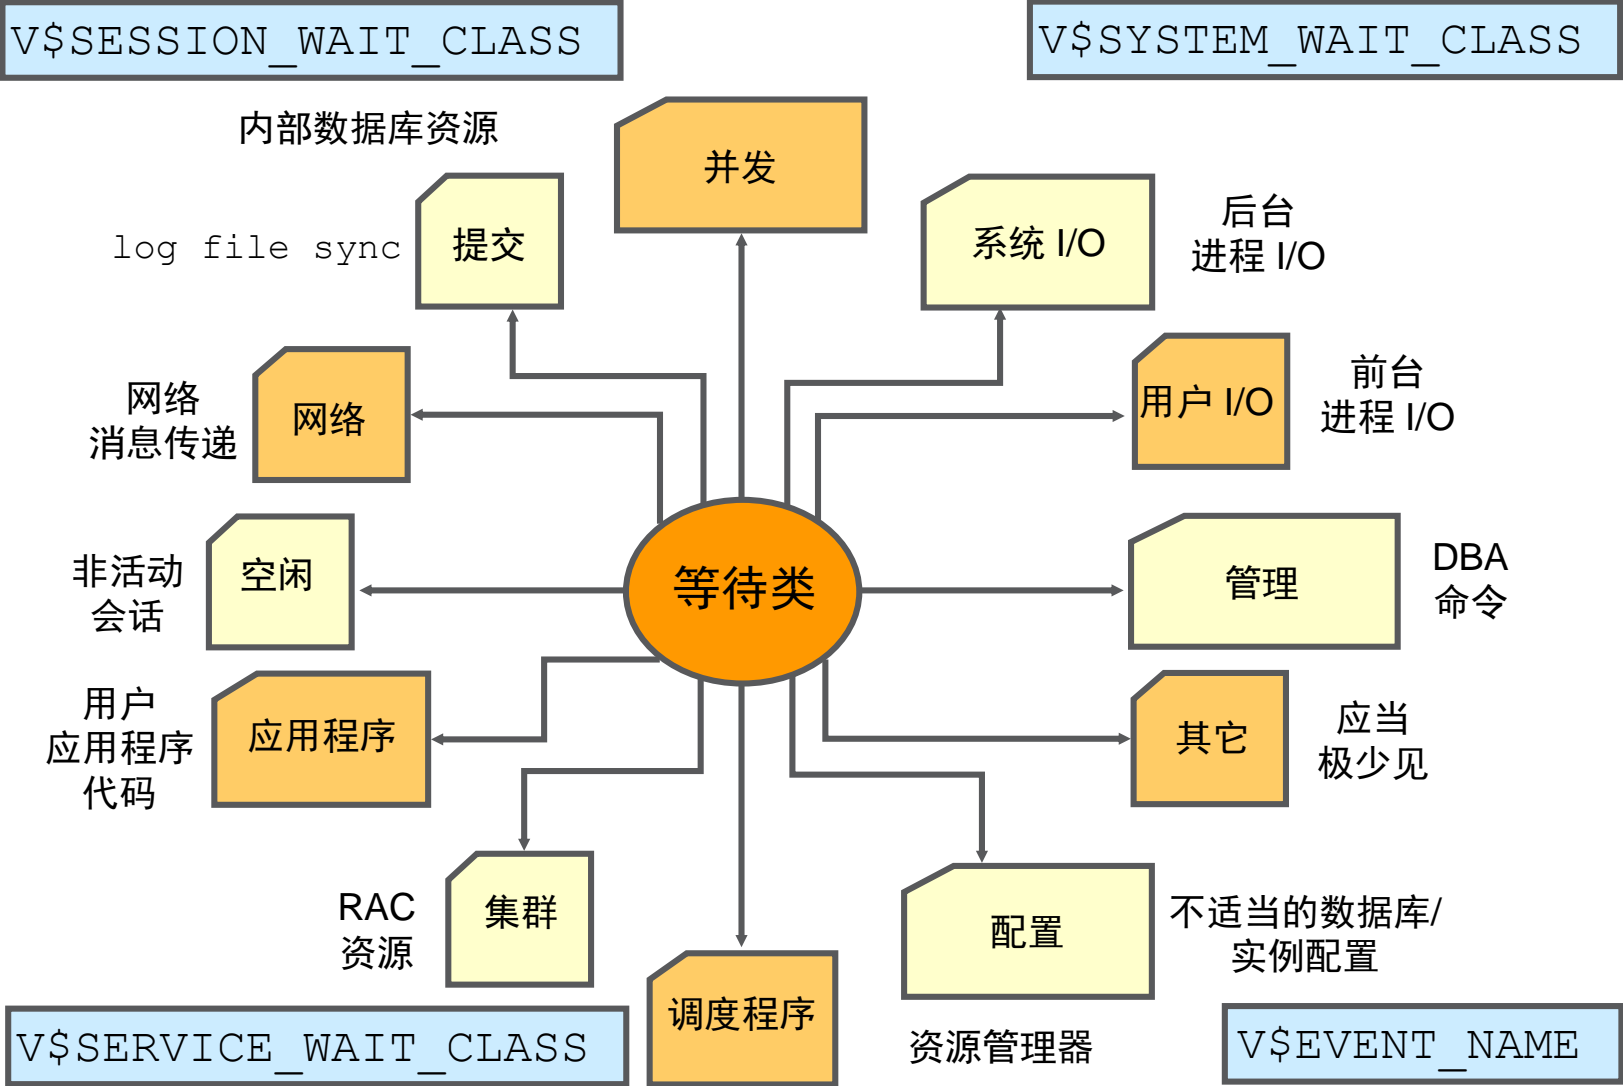 V$SESSION_WAIT_CLASS
V$SYSTEM_WAIT_CLASS
内部数据库资源
并发
log file sync
提交
系统 I/O
后台
进程 I/O
网络
消息传递
网络
用户 I/O
前台
进程 I/O
非活动
会话
空闲
等待类
管理
DBA
命令
用户
应用程序
代码
应用程序
其它
应当
极少见
RAC
资源
集群
调度程序
配置
不适当的数据库/
实例配置
资源管理器
V$SERVICE_WAIT_CLASS
V$EVENT_NAME